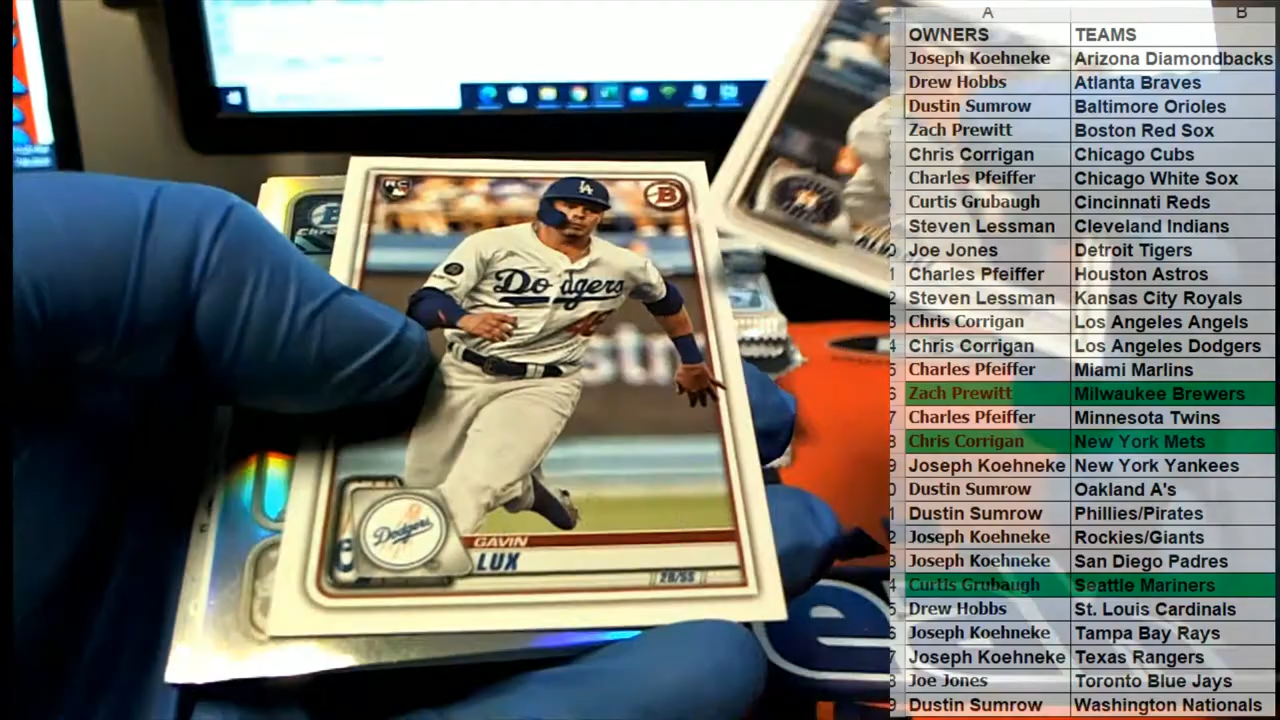 A B
OWNERS TEAMS
Joseph Koehneke Arizona Diamondbacks
Drew Hobbs Atlanta Braves
Dustin Sumrow Baltimore Orioles
Zach Prewitt Boston Red Sox
Chris Corrigan Chicago Cubs
Charles Pfeiffer Chicago White Sox
Curtis Grubaugh Cincinnati Reds
Steven Lessman Cleveland Indians
Joe Jones Detroit Tigers
Charles Pfeiffer Houston Astros
Steven Lessman Kansas City Royals
Chris Corrigan Los Angeles Angels
Chris Corrigan Los Angeles Dodgers
Charles Pfeiffer Miami Marlins
Zach Prewitt Milwaukee Brewers
Charles Pfeiffer Minnesota Twins
Chris Corrigan New York Mets
Joseph Koehneke New York Yankees
Dustin Sumrow Oakland A's
Dustin Sumrow Phillies/Pirates
Joseph Koehneke Rockies/Giants
Joseph Koehneke San Diego Padres
Curtis Grubaugh Seattle Mariners
Drew Hobbs St. Louis Cardinals
Joseph Koehneke Tampa Bay Rays
Joseph Koehneke Texas Rangers
Joe Jones Toronto Blue Jays
Dustin Sumrow Washington Nationals
RC
LA
B
Dodgers
Dodgers
GAVIN
LUX
2B/SS